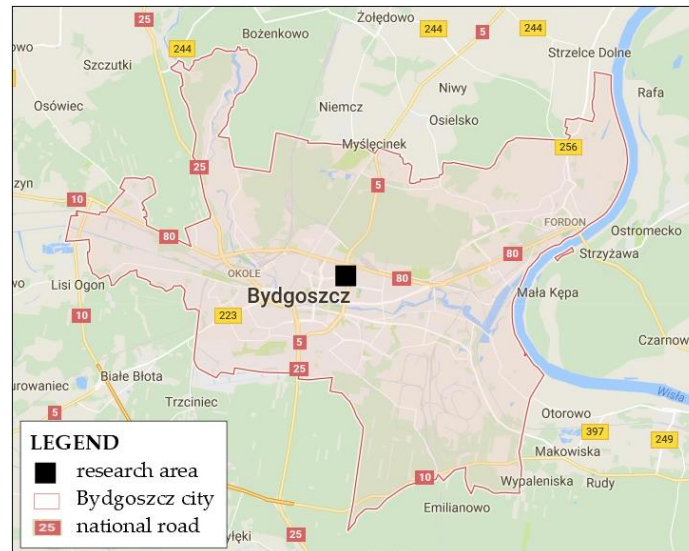 25
Bożenkowo
Żołędowo
244
244
5
244
owo
Szczutki
Strzelce Dolne
Osówiec
Niwy
Rafa
Niemcz
Osielsko
Myślęcinek
256
25
5
zyn
10
80
FORDON
Ostromecko
OKOLE
80
80
Strzyżawa
Lisi Ogon
Bydgoszcz
Mała Kępa
10
223
5
Czarnow
25
urowaniec
Białe Błota
Wisła
5
Trzciniec
Otorowo
397
249
LEGEND
Makowiska
research area
10
Wypaleniska
Rudy
Bydgoszcz city
Emilianowo
25
national road
yłęki
25